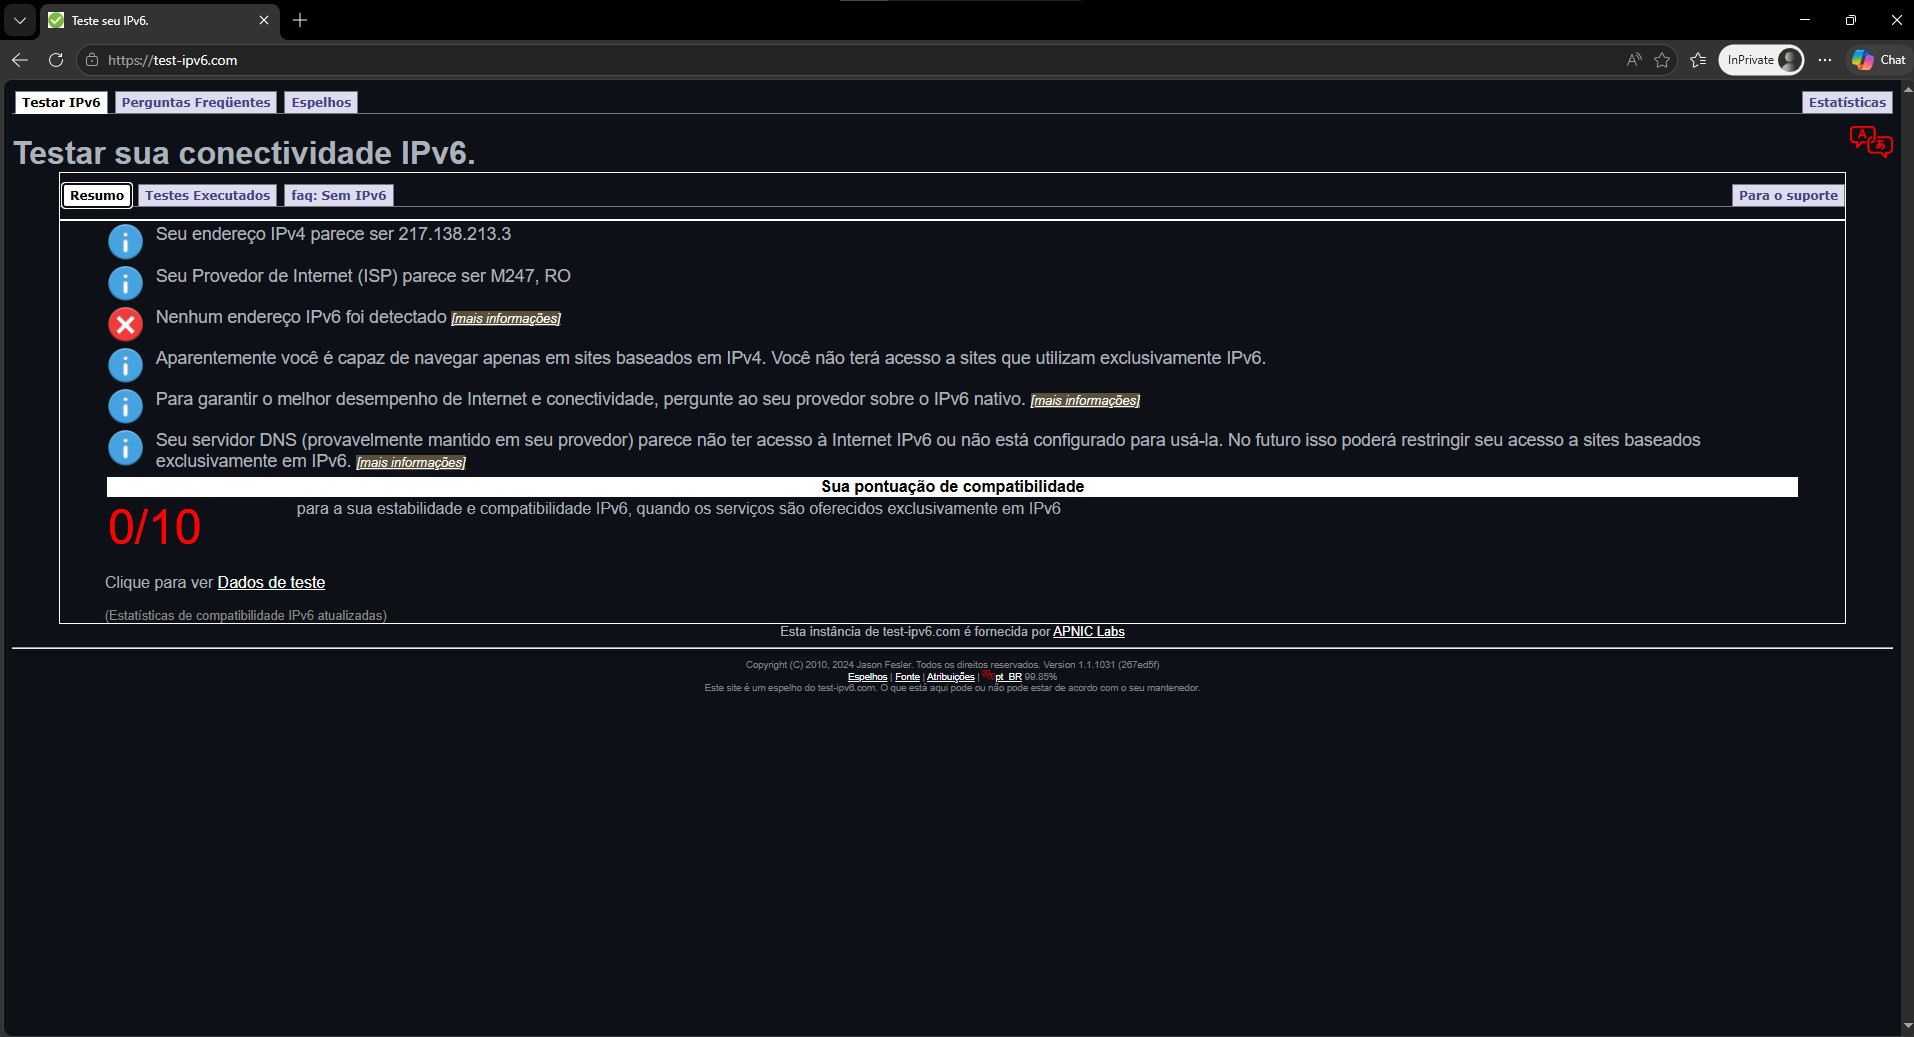 Teste seu IPv6.
https://test-ipv6.com
InPrivate
Chat
Testar IPv6
Perguntas Freqüentes
Espelhos
Estatísticas
Testar sua conectividade IPv6.
Resumo
Testes Executados
faq: Sem IPv6
Para o suporte
Seu endereço IPv4 parece ser 217.138.213.3
Seu Provedor de Internet (ISP) parece ser M247, RO
Nenhum endereço IPv6 foi detectado [mais informações]
Aparentemente você é capaz de navegar apenas em sites baseados em IPv4. Você não terá acesso a sites que utilizam exclusivamente IPv6.
Para garantir o melhor desempenho de Internet e conectividade, pergunte ao seu provedor sobre o IPv6 nativo. [mais informações]
Seu servidor DNS (provavelmente mantido em seu provedor) parece não ter acesso à Internet IPv6 ou não está configurado para usá-la. No futuro isso poderá restringir seu acesso a sites baseados
exclusivamente em IPv6. [mais informações]
Sua pontuação de compatibilidade
0/10
para a sua estabilidade e compatibilidade IPv6, quando os serviços são oferecidos exclusivamente em IPv6
Clique para ver Dados de teste
(Estatísticas de compatibilidade IPv6 atualizadas)
Esta instância de test-ipv6.com é fornecida por APNIC Labs
Copyright (C) 2010, 2024 Jason Fesler. Todos os direitos reservados. Version 1.1.1031 (267ed5f)
Espelhos | Fonte | Atribuições | pt_BR 99.85%
Este site é um espelho do test-ipv6.com. O que está aqui pode ou não pode estar de acordo com o seu mantenedor.